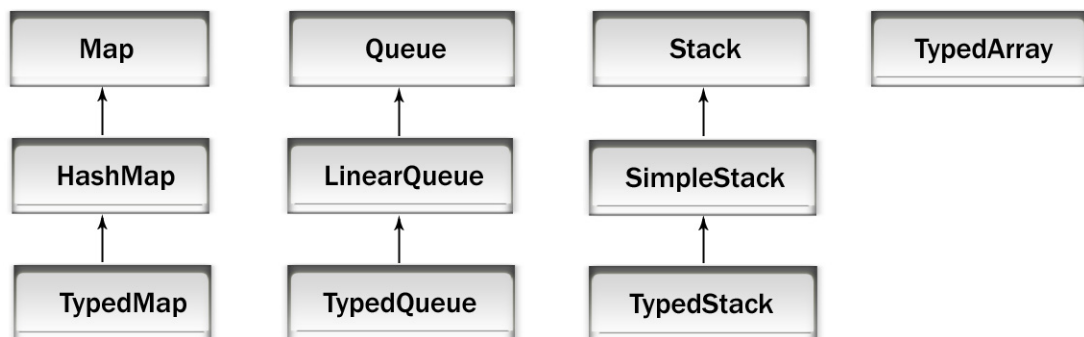 Map
Queue
Stack
TypedArray
HashMap
LinearQueue
SimpleStack
TypedMap
TypedQueue
TypedStack